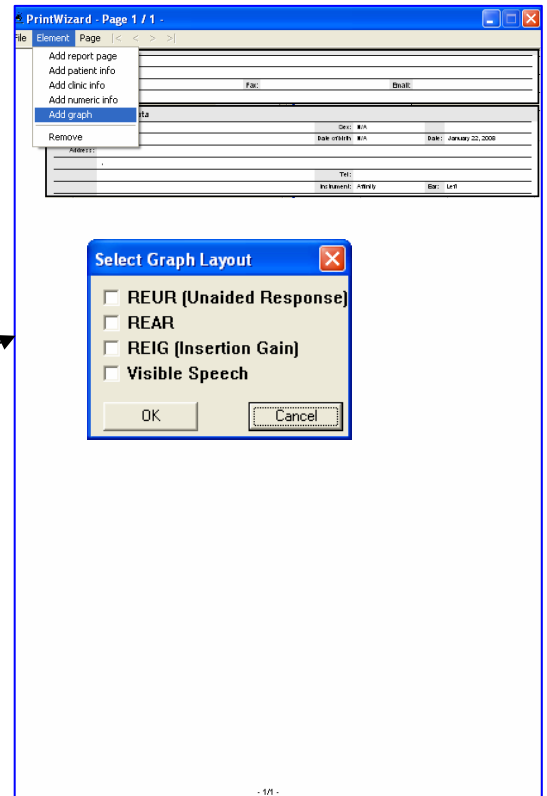 PrintWizard - Page 1 / 1 -
File Element Page |< < > >|
Add report page
Add patient info
Add clinic info
Add numeric info
Add graph
Remove
Fax: Email:
ata
Sex: N/A
Date of birth N/A Date: January 22, 2008
Address:
,
Tel:
Instrument: Affinity Ear: Left
Select Graph Layout
REUR (Unaided Response)
REAR
REIG (Insertion Gain)
Visible Speech
OK Cancel
- 1/1 -